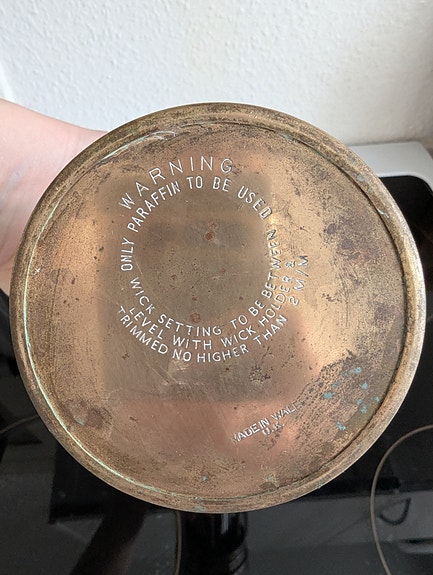 WARNING
ONLY PARAFFIN TO BE USED
WICK SETTING TO BE BETWEEN
LEVEL WITH WICK HOLDER &
TRIMMED NO HIGHER THAN 2 M/M
MADE IN WALES